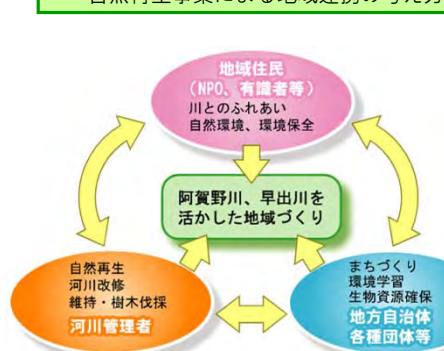 自然再生事業による地域連携の考え方
地域住民
(NPO、有識者等)
川とのふれあい
自然環境、環境保全
阿賀野川、早出川を
活かした地域づくり
自然再生
河川改修
維持・樹木伐採
河川管理者
まちづくり
環境学習
生物資源確保
地方自治体
各種団体等